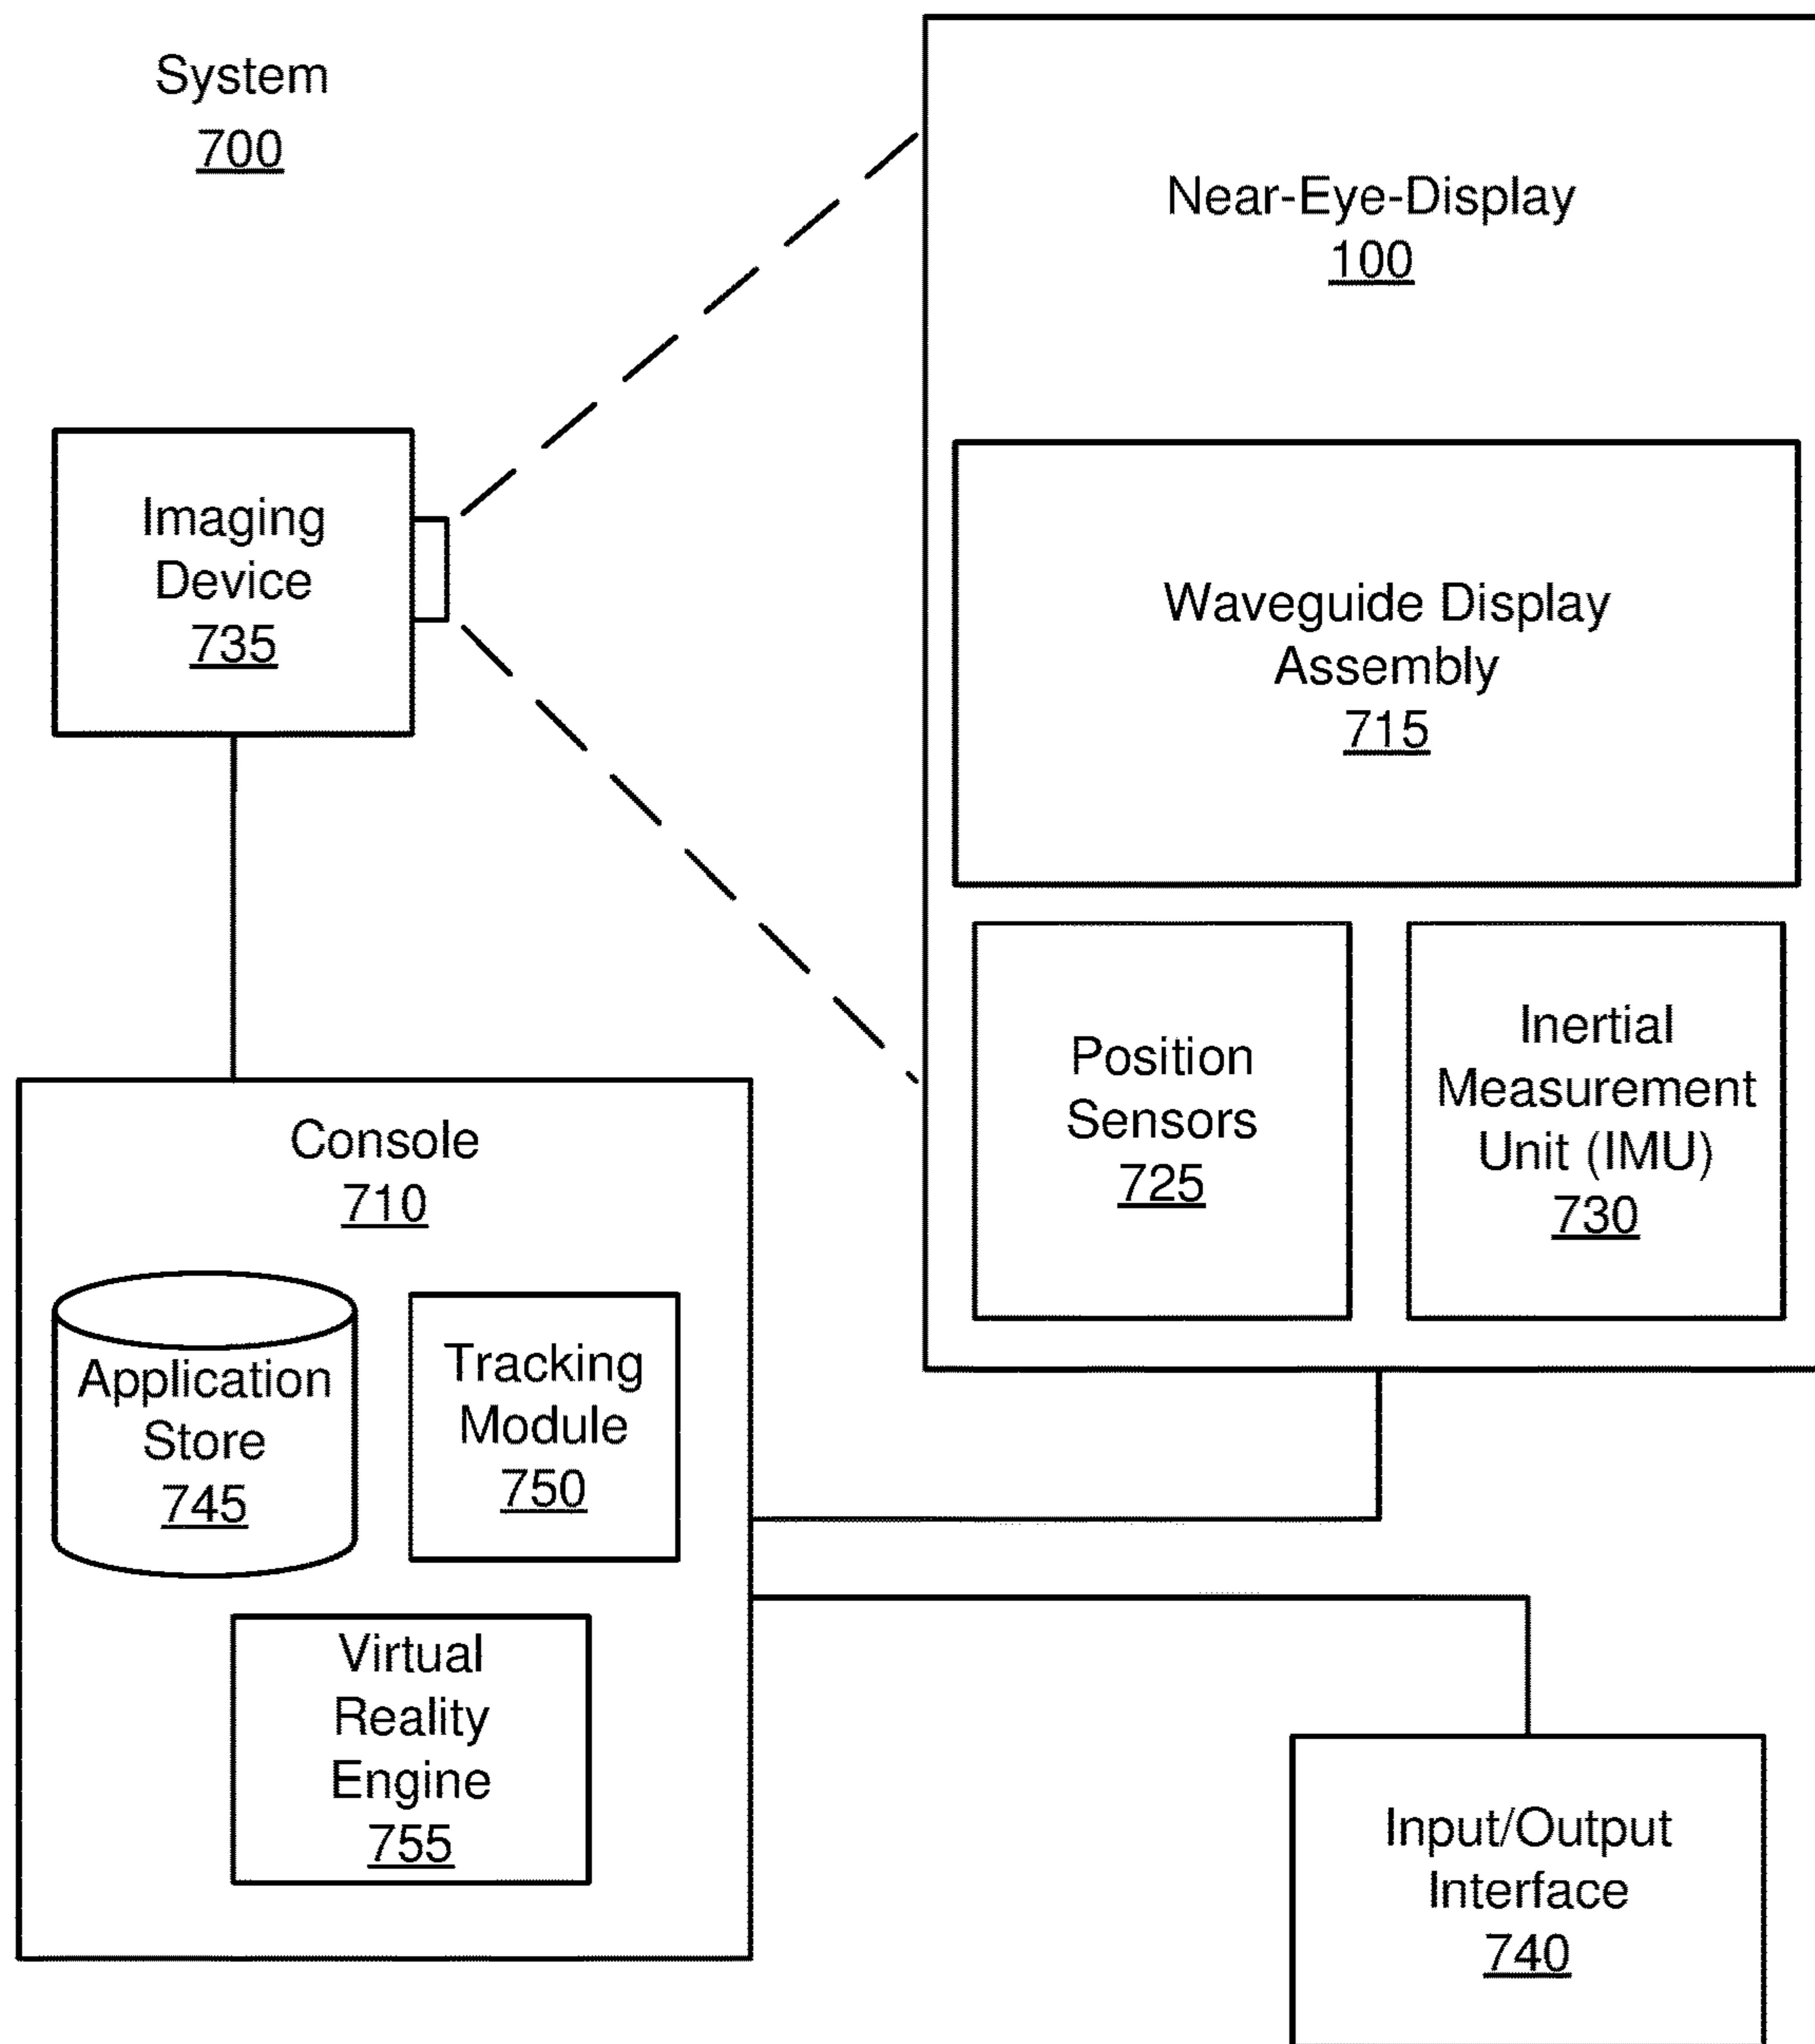 System
700
Near-Eye-Display
100
Imaging
Device
735
Waveguide Display
Assembly
715
Position
Sensors
725
Inertial
Measurement
Unit (IMU)
730
Console
710
Application
Store
745
Tracking
Module
750
Virtual
Reality
Engine
755
Input/Output
Interface
740